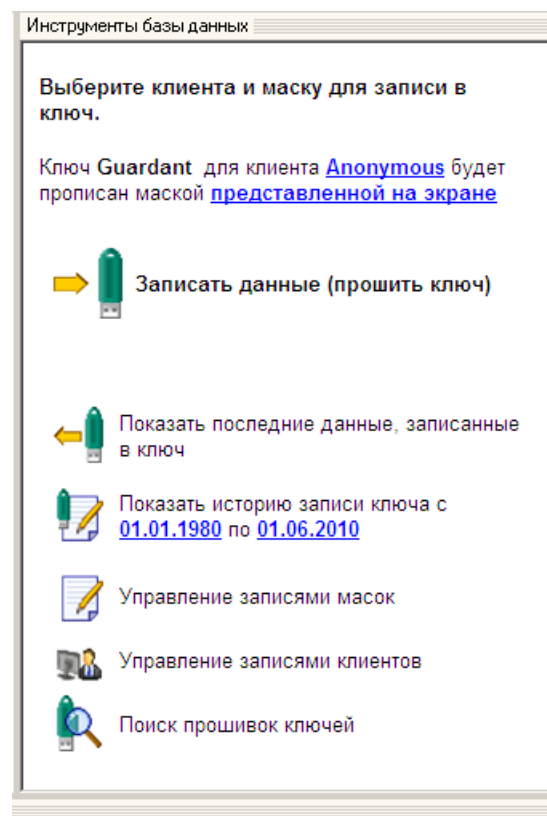 Инструменты базы данных
Выберите клиента и маску для записи в
ключ.
Ключ Guardant для клиента Anonymous будет
прописан маской представленной на экране
Записать данные (прошить ключ)
Показать последние данные, записанные
в ключ
Показать историю записи ключа с
01.01.1980 по 01.06.2010
Управление записями масок
Управление записями клиентов
Поиск прошивок ключей